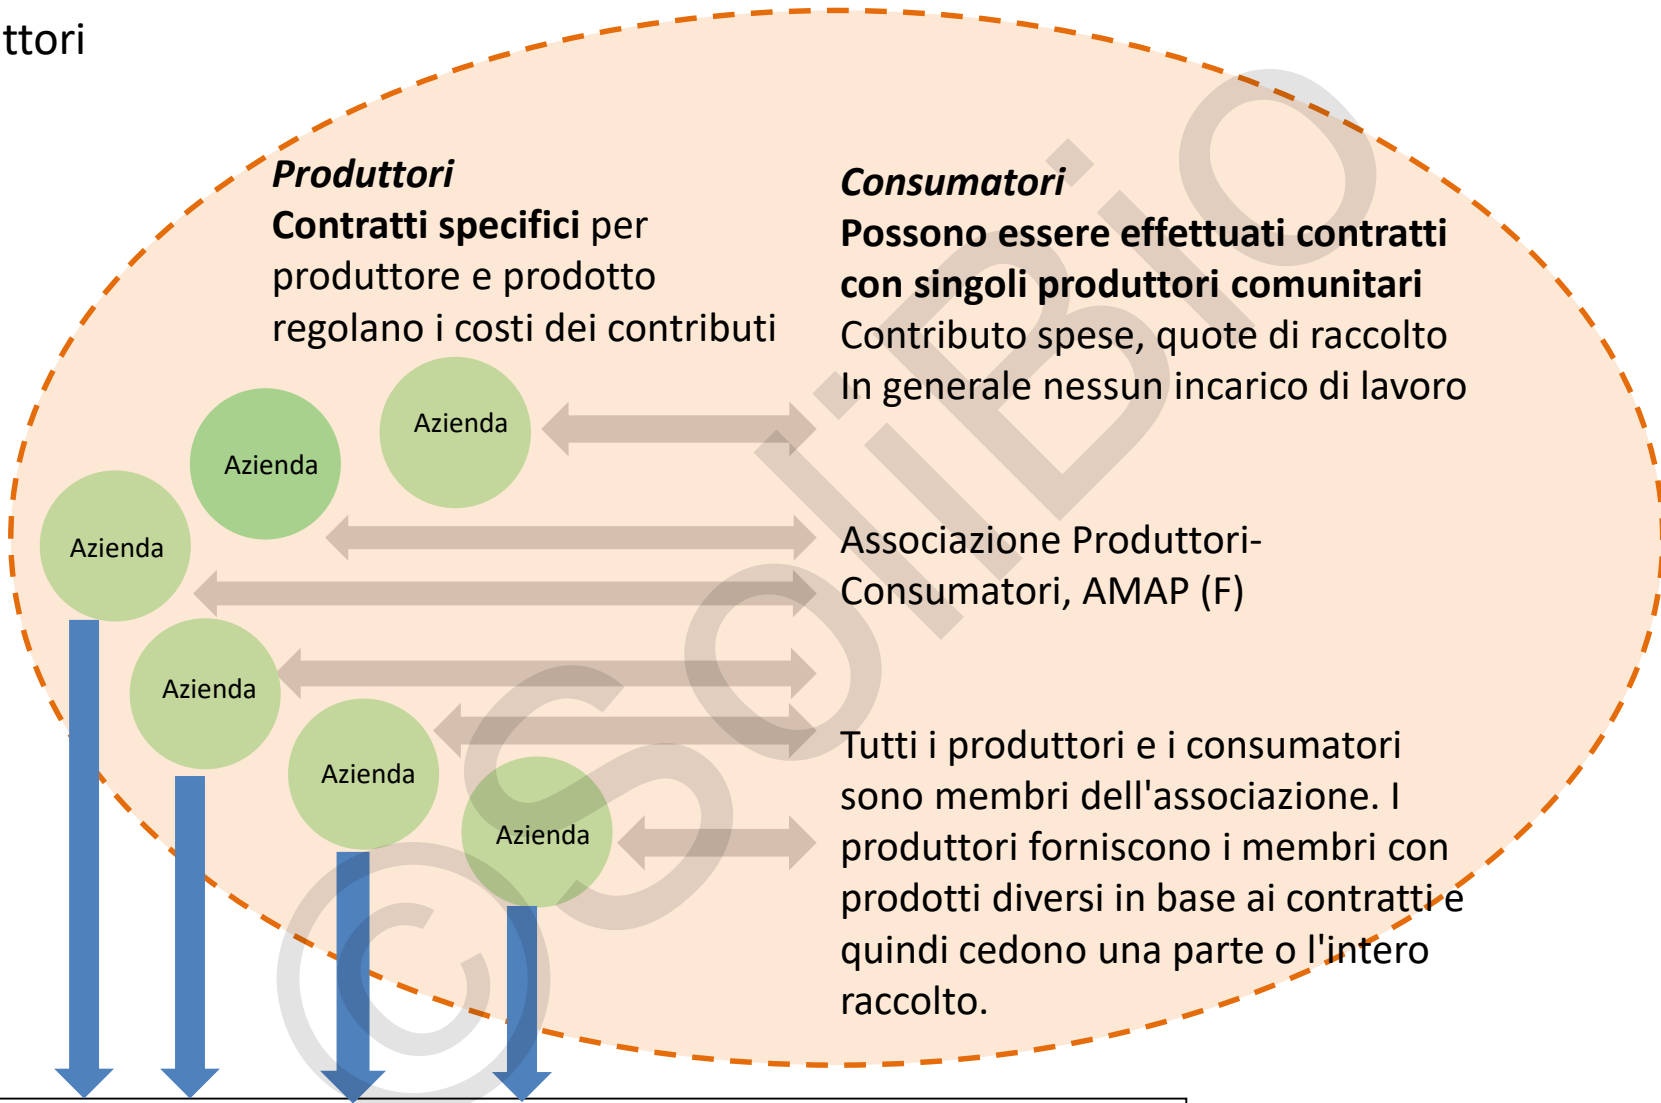 ttori
Produttori
Contratti specifici per
produttore e prodotto
regolano i costi dei contributi
Consumatori
Possono essere effettuati contratti
con singoli produttori comunitari
Contributo spese, quote di raccolto
In generale nessun incarico di lavoro
Azienda
Azienda
Azienda
Azienda
Azienda
Azienda
Associazione Produttori-
Consumatori, AMAP (F)
Tutti i produttori e i consumatori
sono membri dell'associazione. I
produttori forniscono i membri con
prodotti diversi in base ai contratti e
quindi cedono una parte o l'intero
raccolto.
© SoliBio